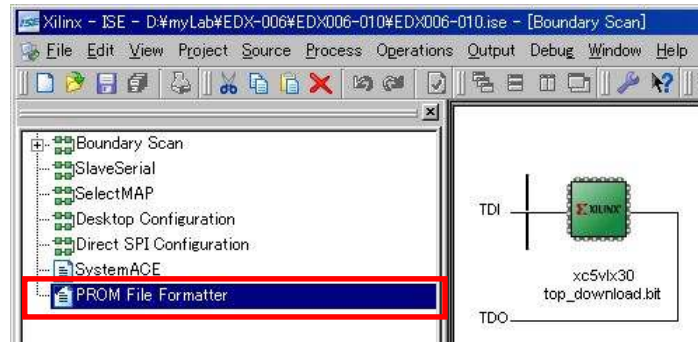 Xilinx - ISE - D:¥myLab¥EDX-006¥EDX006-010¥EDX006-010.ise - [Boundary Scan]
File Edit View Project Source Process Operations Output Debug Window Help
Boundary Scan
SlaveSerial
SelectMAP
Desktop Configuration
Direct SPI Configuration
SystemACE
PROM File Formatter
TDI
XILINX
xc5vlx30
top_download.bit
TDO